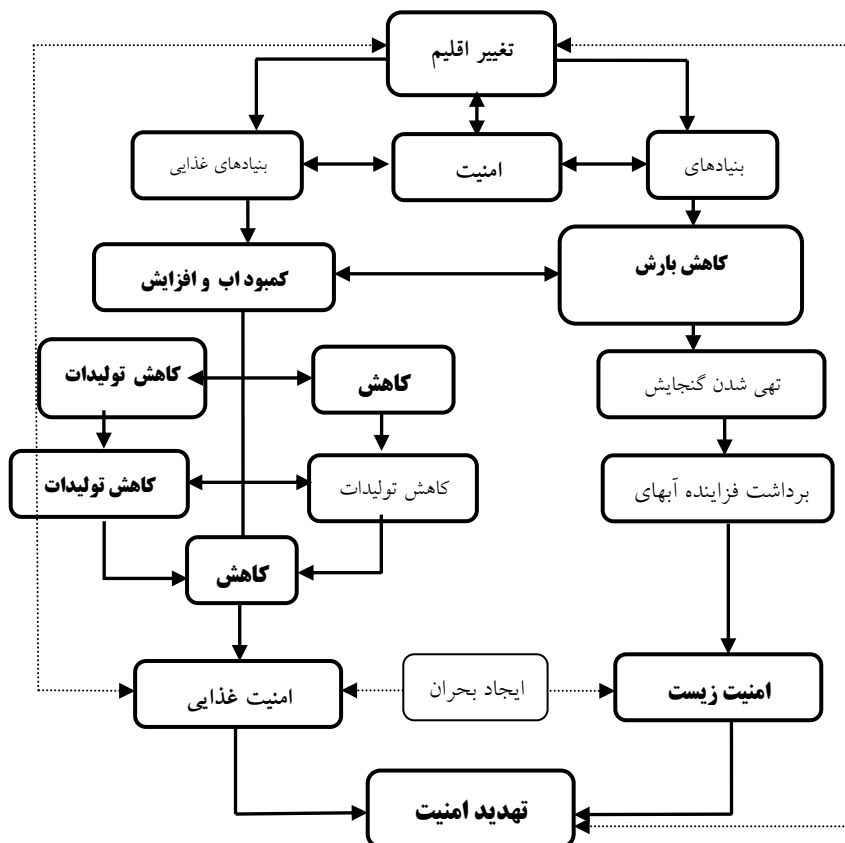 تغییر اقلیم
بنیادهای
امنیت
بنیادهای غذایی
کاهش بارش
کمبود اب و افزایش
تهی شدن گنجایش
کاهش
کاهش تولیدات
برداشت فزاینده آبهای
کاهش تولیدات
کاهش تولیدات
کاهش
امنیت زیست
ایجاد بحران
امنیت غذایی
تهدید امنیت